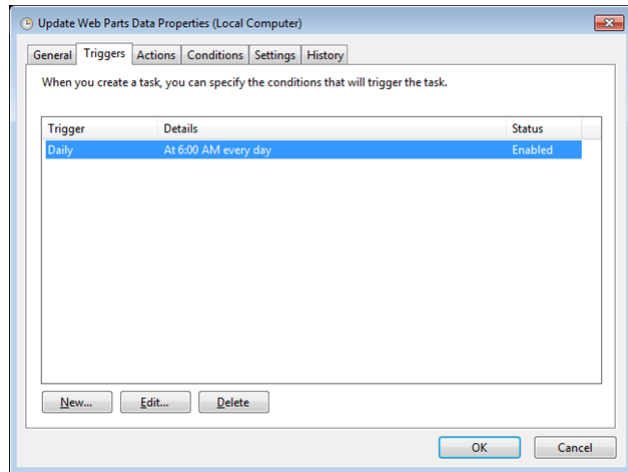 Update Web Parts Data Properties (Local Computer)
General Triggers Actions Conditions Settings History
When you create a task, you can specify the conditions that will trigger the task.
Trigger Details Status
Daily At 6:00 AM every day Enabled
New... Edit... Delete
OK Cancel